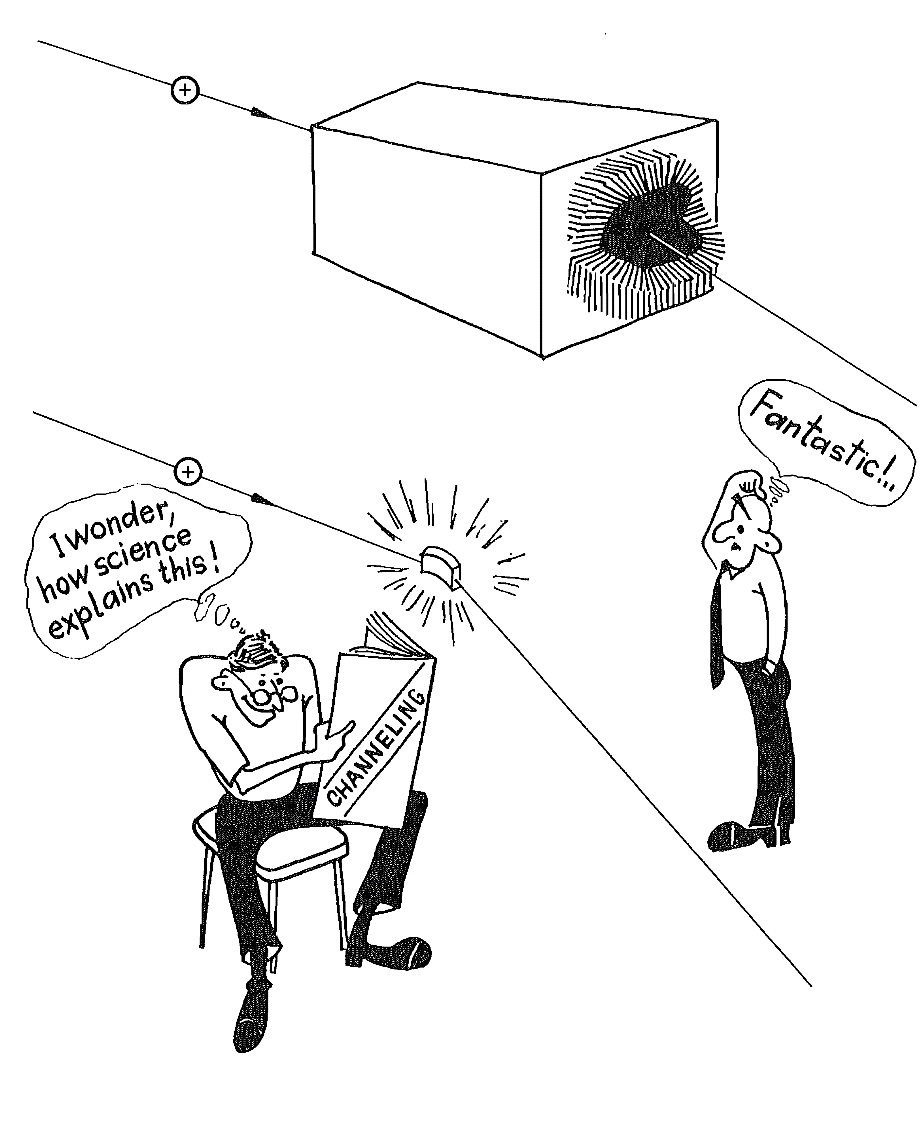 Fantastic!..
+
+
I wonder,
how science
explains this!
CHANNELING